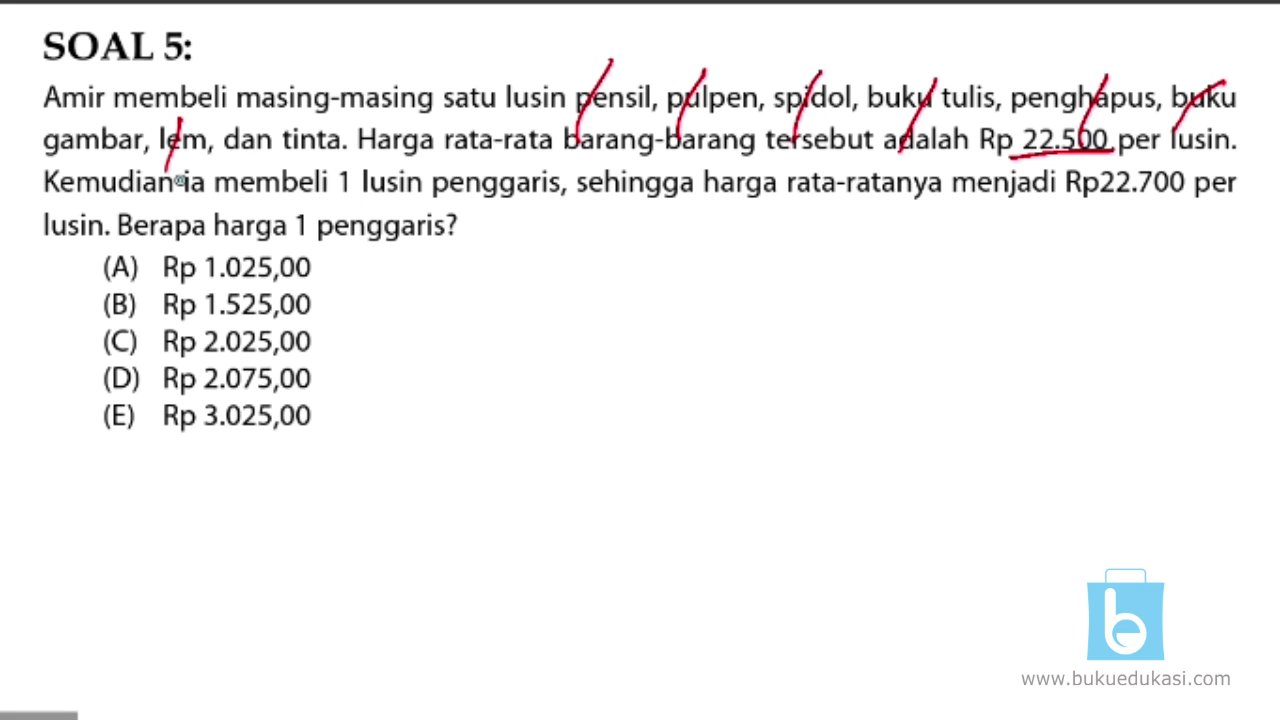 SOAL 5:
Amir membeli masing-masing satu lusin pensil, pulpen, spidol, buku tulis, penghapus, buku
gambar, lem, dan tinta. Harga rata-rata barang-barang tersebut adalah Rp 22.500 per lusin.
Kemudian ia membeli 1 lusin penggaris, sehingga harga rata-ratanya menjadi Rp22.700 per
lusin. Berapa harga 1 penggaris?
(A) Rp 1.025,00
(B) Rp 1.525,00
(C) Rp 2.025,00
(D) Rp 2.075,00
(E) Rp 3.025,00
www.bukuedukasi.com